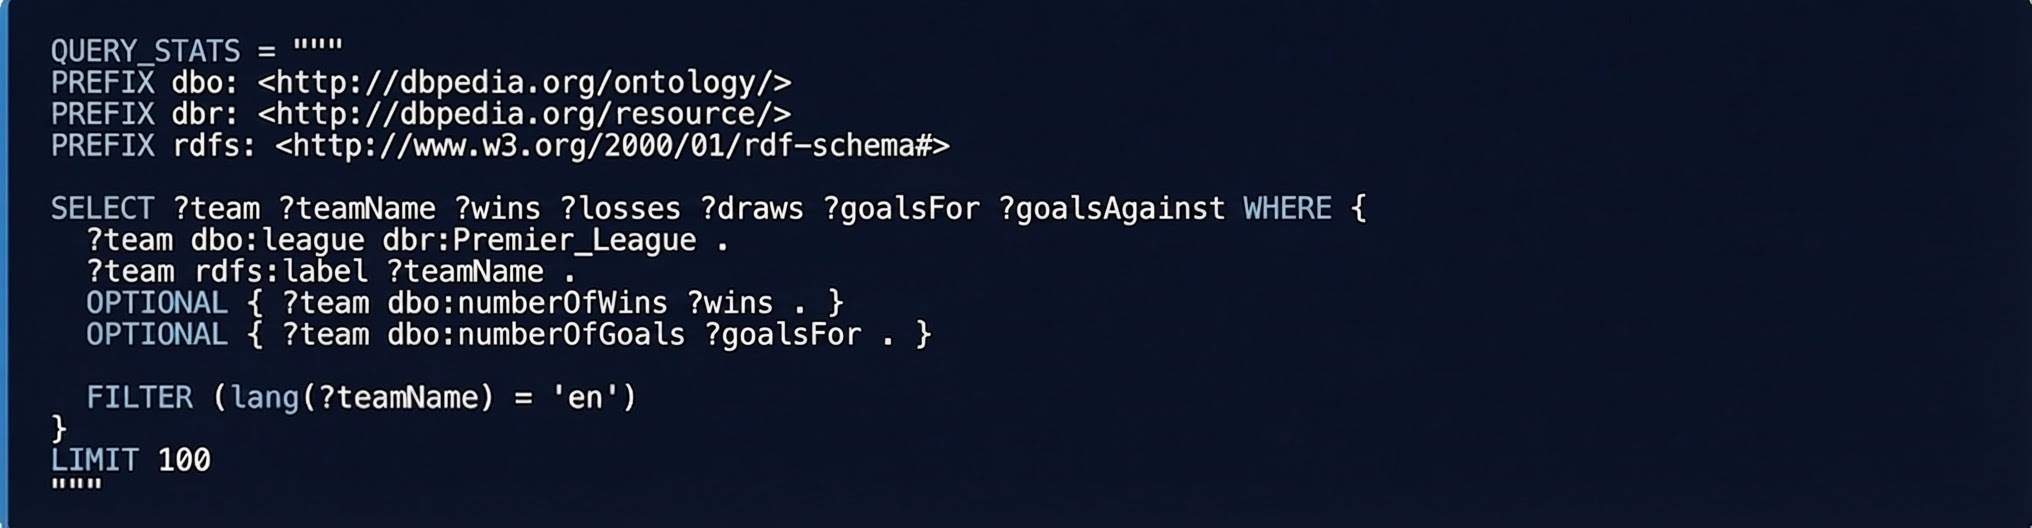 QUERY_STATS = """
PREFIX dbo: <http://dbpedia.org/ontology/>
PREFIX dbr: <http://dbpedia.org/resource/>
PREFIX rdfs: <http://www.w3.org/2000/01/rdf-schema#>
SELECT ?team ?teamName ?wins ?losses ?draws ?goalsFor ?goalsAgainst WHERE {
  ?team dbo:league dbr:Premier_League .
  ?team rdfs:label ?teamName .
  OPTIONAL { ?team dbo:numberOfWins ?wins . }
  OPTIONAL { ?team dbo:numberOfGoals ?goalsFor . }
  FILTER (lang(?teamName) = 'en')
}
LIMIT 100
"""